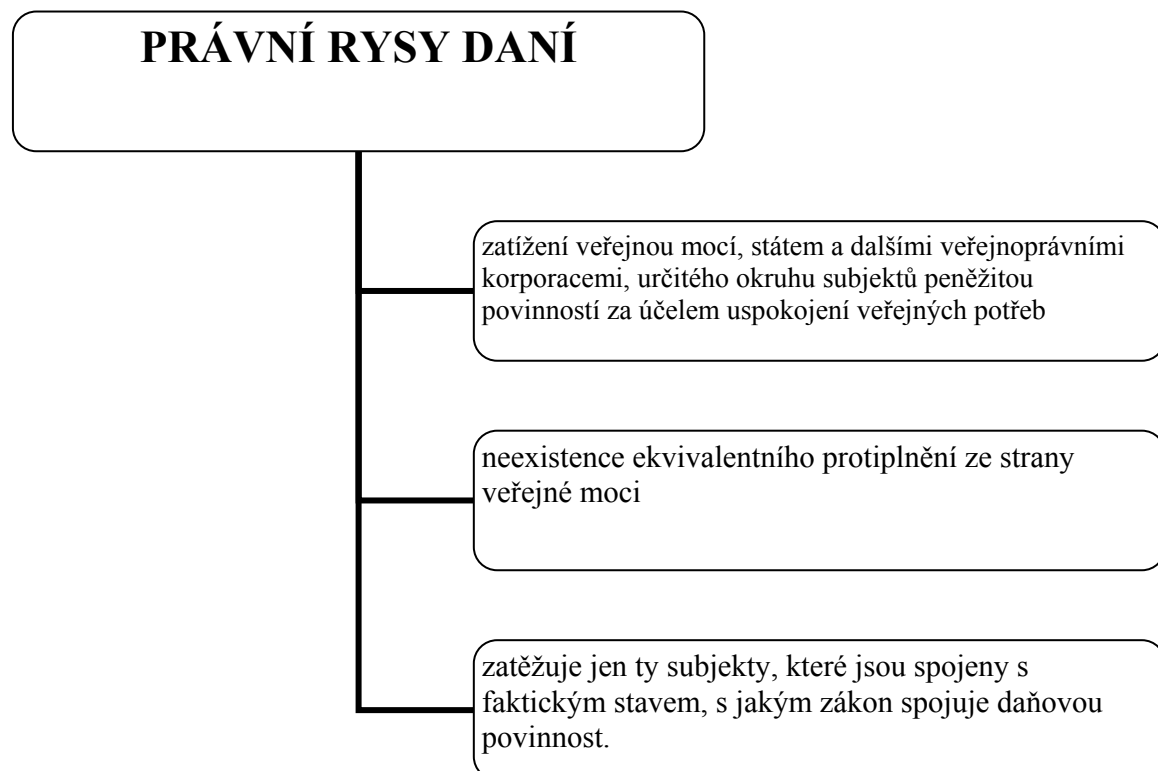 PRÁVNÍ RYSY DANÍ
zatížení veřejnou mocí, státem a dalšími veřejnoprávními
korporacemi, určitého okruhu subjektů peněžitou
povinností za účelem uspokojení veřejných potřeb
neexistence ekvivalentního protiplnění ze strany
veřejné moci
zatěžuje jen ty subjekty, které jsou spojeny s
faktickým stavem, s jakým zákon spojuje daňovou
povinnost.